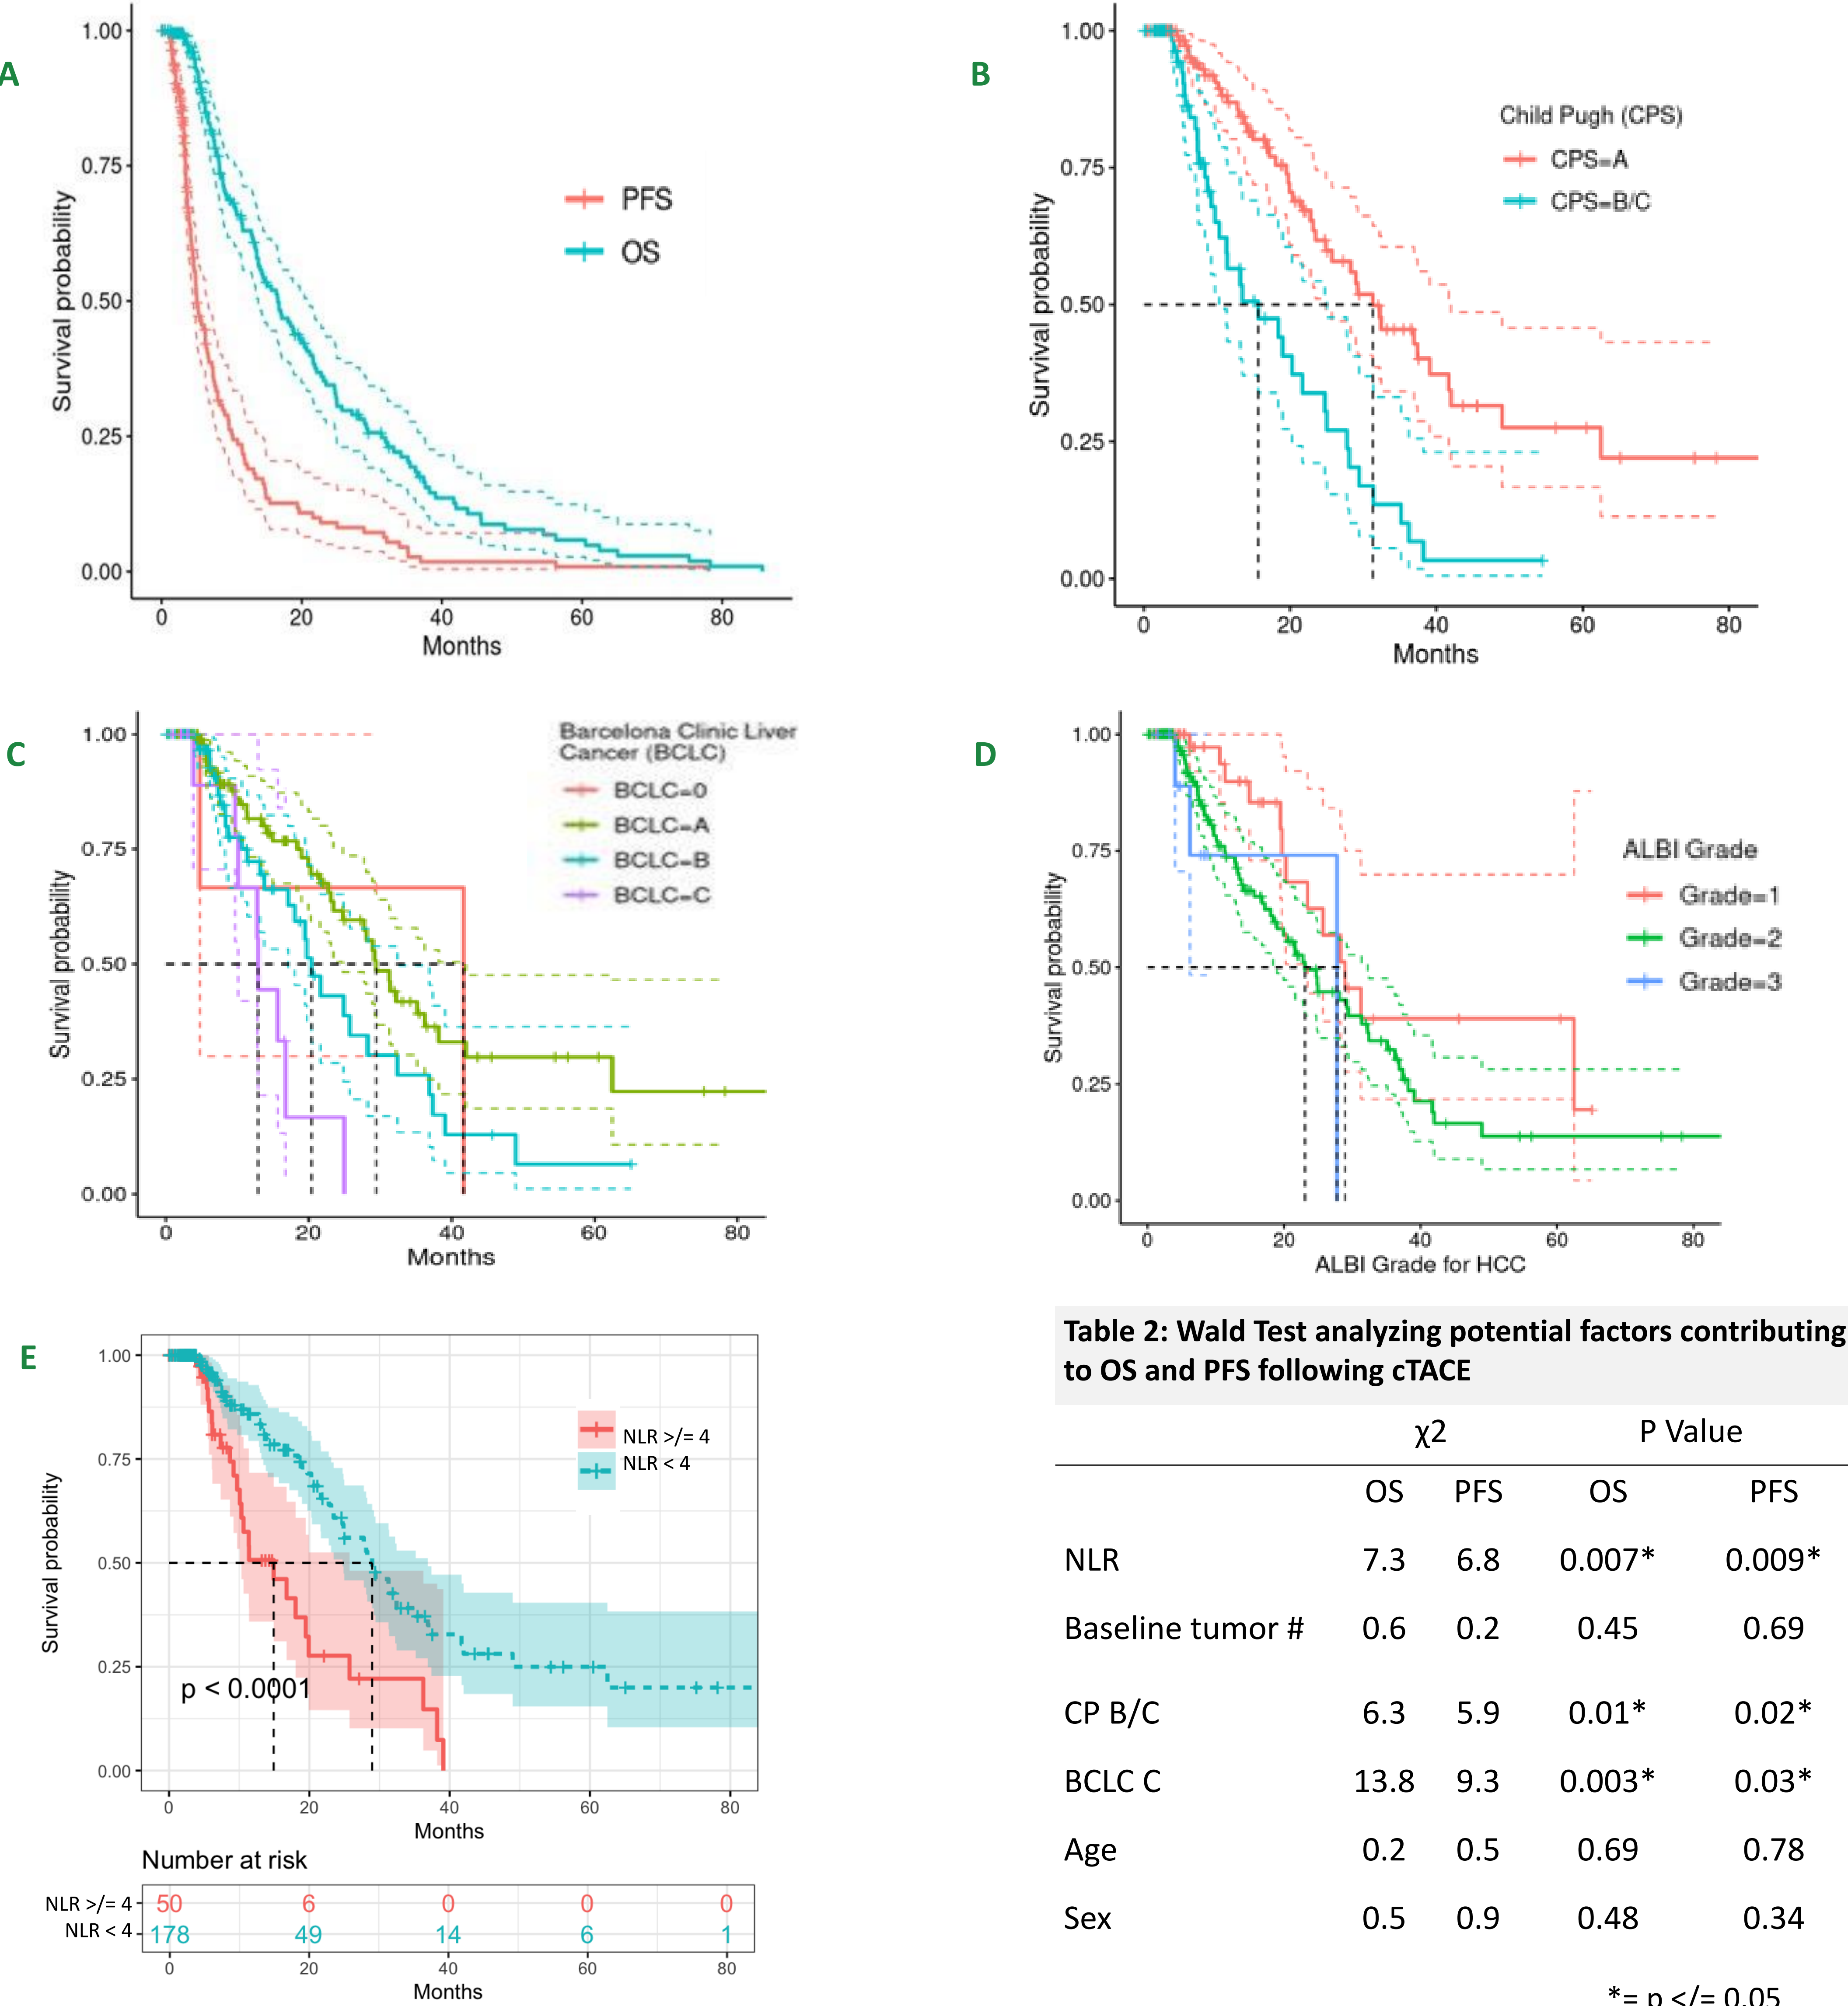 A
1.00
0.75
0.50
0.25
0.00
Survival probability
PFS
OS
0 20 40 60 80
Months
B
1.00
0.75
0.50
0.25
0.00
Survival probability
Child Pugh (CPS)
CPS=A
CPS=B/C
0 20 40 60 80
Months
C
1.00
0.75
0.50
0.25
0.00
Survival probability
Barcelona Clinic Liver
Cancer (BCLC)
BCLC=0
BCLC=A
BCLC=B
BCLC=C
0 20 40 60 80
Months
D
1.00
0.75
0.50
0.25
0.00
Survival probability
ALBI Grade
Grade=1
Grade=2
Grade=3
0 20 40 60 80
ALBI Grade for HCC
E
1.00
0.75
0.50
0.25
0.00
Survival probability
NLR >/= 4
NLR < 4
p < 0.0001
0 20 40 60 80
Months
Number at risk
NLR >/= 4 50 6 0 0 0
NLR < 4 178 49 14 6 1
0 20 40 60 80
Months
Table 2: Wald Test analyzing potential factors contributing
to OS and PFS following cTACE
χ2 P Value
OS PFS OS PFS
NLR 7.3 6.8 0.007* 0.009*
Baseline tumor # 0.6 0.2 0.45 0.69
CP B/C 6.3 5.9 0.01* 0.02*
BCLC C 13.8 9.3 0.003* 0.03*
Age 0.2 0.5 0.69 0.78
Sex 0.5 0.9 0.48 0.34
*= p </= 0.05